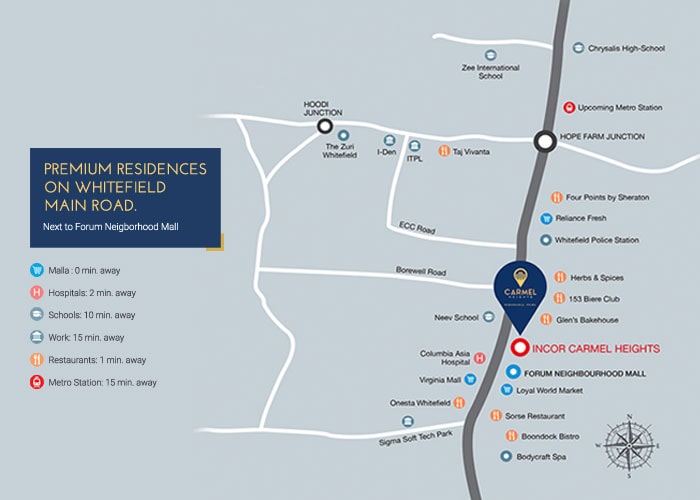 PREMIUM RESIDENCES
ON WHITEFIELD
MAIN ROAD.
Next to Forum Neigborhood Mall
Malla : 0 min. away
Hospitals: 2 min. away
Schools: 10 min. away
Work: 15 min. away
Restaurants: 1 min. away
Metro Station: 15 min. away
Chrysalis High-School
Zee International
School
Upcoming Metro Station
HOODI
JUNCTION
HOPE FARM JUNCTION
The Zuri
Whitefield
I-Den
ITPL
Taj Vivanta
Four Points by Sheraton
Reliance Fresh
ECC Road
Whitefield Police Station
Borewell Road
CARMEL
HEIGHTS
Herbs & Spices
153 Biere Club
Neev School
Glen's Bakehouse
INCOR CARMEL HEIGHTS
Columbia Asia
Hospital
FORUM NEIGHBOURHOOD MALL
Virginia Mall
Loyal World Market
Onesta Whitefield
Sorse Restaurant
Sigma Soft Tech Park
Boondock Bistro
Bodycraft Spa
N
W
E
S